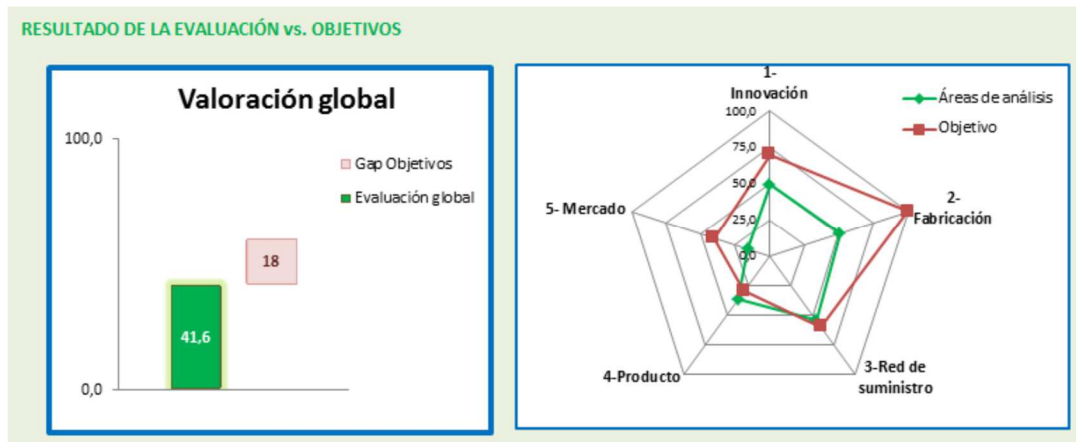 RESULTADO DE LA EVALUACIÓN vs. OBJETIVOS
Valoración global
100,0
Gap Objetivos
Evaluación global
18
41,6
0,0
1-
Innovación
100,0
75,0
50,0
25,0
0,0
Áreas de análisis
Objetivo
2-
Fabricación
3-Red de
suministro
4-Producto
5- Mercado